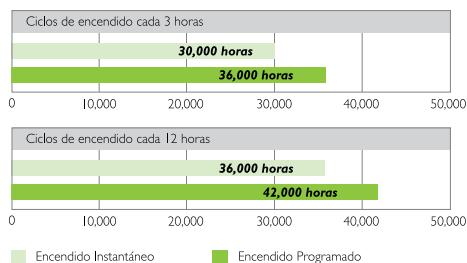 Ciclos de encendido cada 3 horas
30,000 horas
36,000 horas
0 10,000 20,000 30,000 40,000 50,000
Ciclos de encendido cada 12 horas
36,000 horas
42,000 horas
0 10,000 20,000 30,000 40,000 50,000
Encendido Instantáneo Encendido Programado